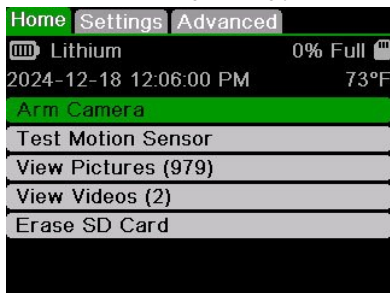 Home Settings Advanced
Lithium 0% Full
2024-12-18 12:06:00 PM 73°F
Arm Camera
Test Motion Sensor
View Pictures (979)
View Videos (2)
Erase SD Card